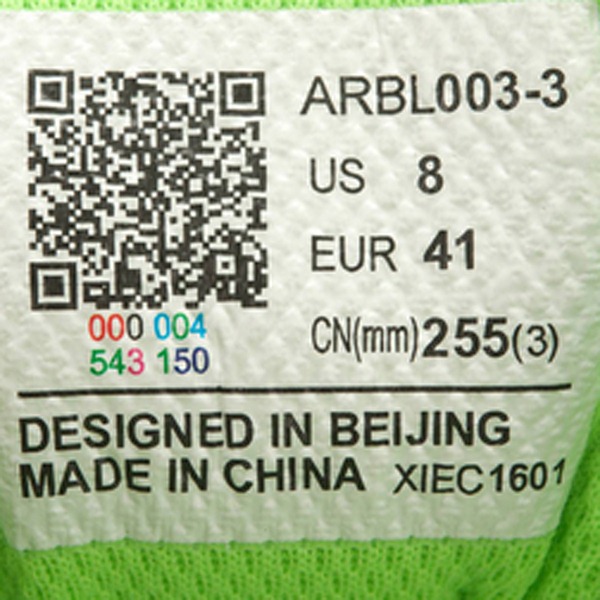 ARBL003-3
US 8
EUR 41
CN(mm)255(3)
000 004
543 150
DESIGNED IN BEIJING
MADE IN CHINA XIEC1601